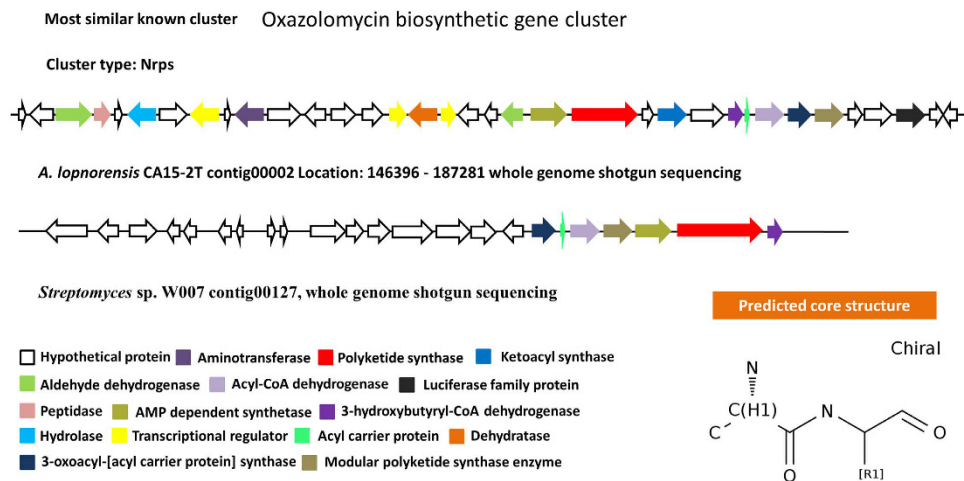 Most similar known cluster Oxazolomycin biosynthetic gene cluster
Cluster type: Nrps
A. lopnorensis CA15-2T contig00002 Location: 146396 - 187281 whole genome shotgun sequencing
Streptomyces sp. W007 contig00127, whole genome shotgun sequencing
Predicted core structure
Hypothetical protein Aminotransferase Polyketide synthase Ketoacyl synthase
Aldehyde dehydrogenase Acyl-CoA dehydrogenase Luciferase family protein
Peptidase AMP dependent synthetase 3-hydroxybutyryl-CoA dehydrogenase
Hydrolase Transcriptional regulator Acyl carrier protein Dehydratase
3-oxoacyl-[acyl carrier protein] synthase Modular polyketide synthase enzyme
Chiral
N
C(H1) N
C O
O [R1]